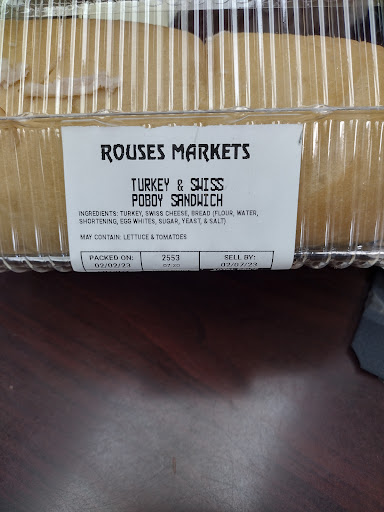 ROUSES MARKETS
TURKEY & SWISS
POBOY SANDWICH
INGREDIENTS: TURKEY, SWISS CHEESE, BREAD (FLOUR, WATER,
SHORTENING, EGG WHITES, SUGAR, YEAST, & SALT)
MAY CONTAIN: LETTUCE & TOMATOES
PACKED ON: 2553 SELL BY:
02/02/23 02/07/23